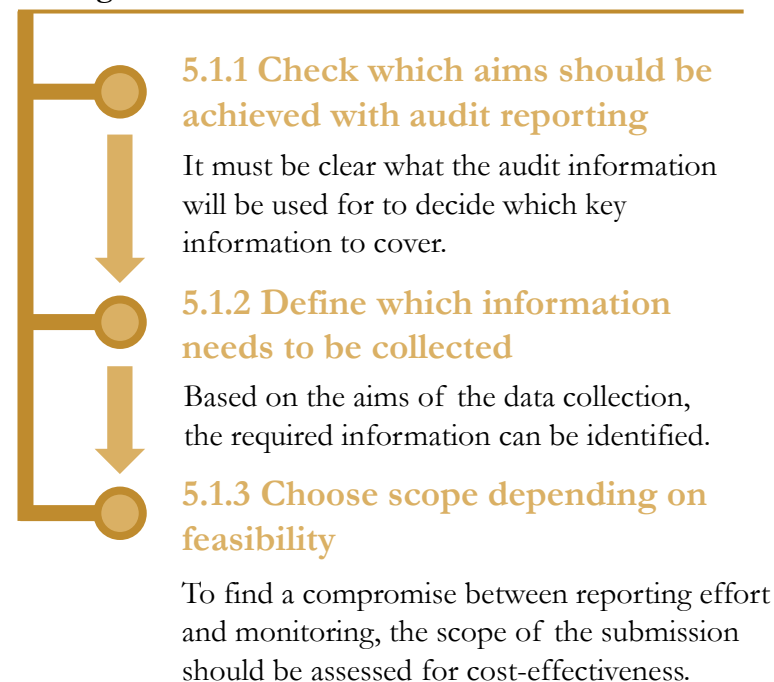 5.1.1 Check which aims should be
achieved with audit reporting
It must be clear what the audit information
will be used for to decide which key
information to cover.
5.1.2 Define which information
needs to be collected
Based on the aims of the data collection,
the required information can be identified.
5.1.3 Choose scope depending on
feasibility
To find a compromise between reporting effort
and monitoring, the scope of the submission
should be assessed for cost-effectiveness.